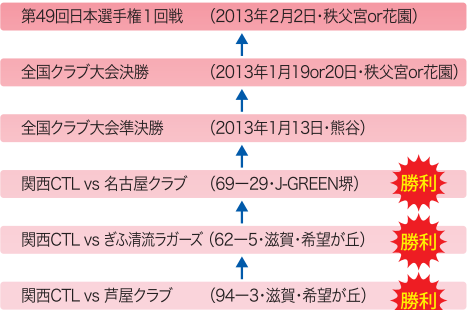 第49回日本選手権１回戦 （2013年２月２日・秩父宮or花園）
全国クラブ大会決勝 （2013年１月19or20日・秩父宮or花園）
全国クラブ大会準決勝 （2013年１月13日・熊谷）
関西CTL vs 名古屋クラブ （69ー29・J-GREEN堺） 勝利
関西CTL vs ぎふ清流ラガーズ （62ー5・滋賀・希望が丘） 勝利
関西CTL vs 芦屋クラブ （94ー3・滋賀・希望が丘） 勝利